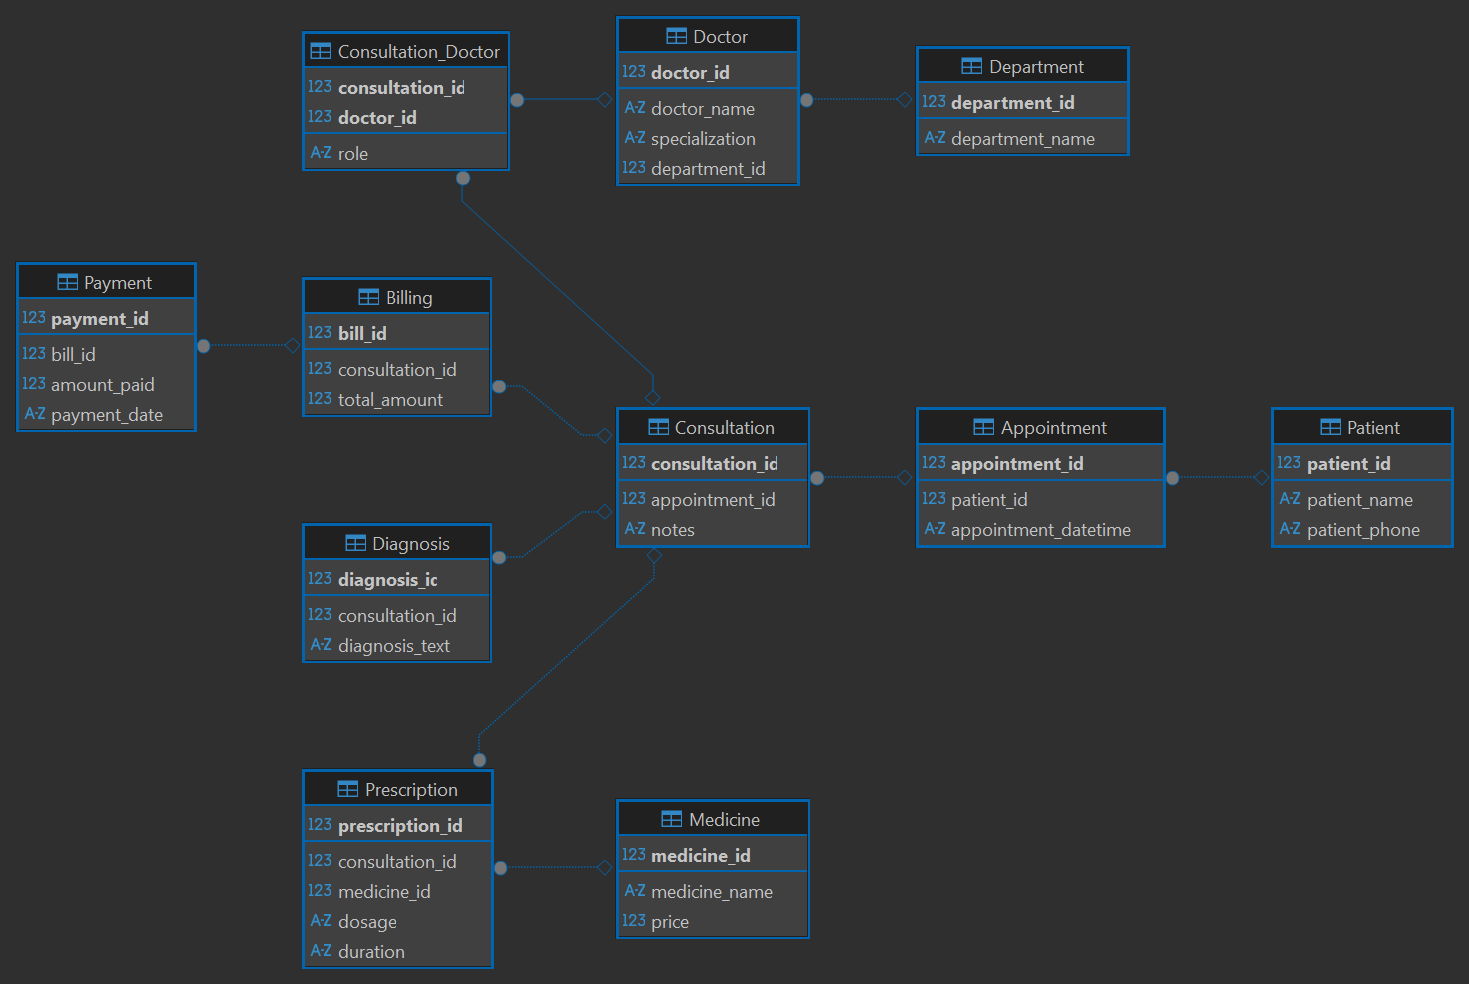 Consultation_Doctor
123 consultation_id
123 doctor_id
A-Z role
Doctor
123 doctor_id
A-Z doctor_name
A-Z specialization
123 department_id
Department
123 department_id
A-Z department_name
Payment
123 payment_id
123 bill_id
123 amount_paid
A-Z payment_date
Billing
123 bill_id
123 consultation_id
123 total_amount
Consultation
123 consultation_id
123 appointment_id
A-Z notes
Appointment
123 appointment_id
123 patient_id
A-Z appointment_datetime
Patient
123 patient_id
A-Z patient_name
A-Z patient_phone
Diagnosis
123 diagnosis_id
123 consultation_id
A-Z diagnosis_text
Prescription
123 prescription_id
123 consultation_id
123 medicine_id
A-Z dosage
A-Z duration
Medicine
123 medicine_id
A-Z medicine_name
123 price